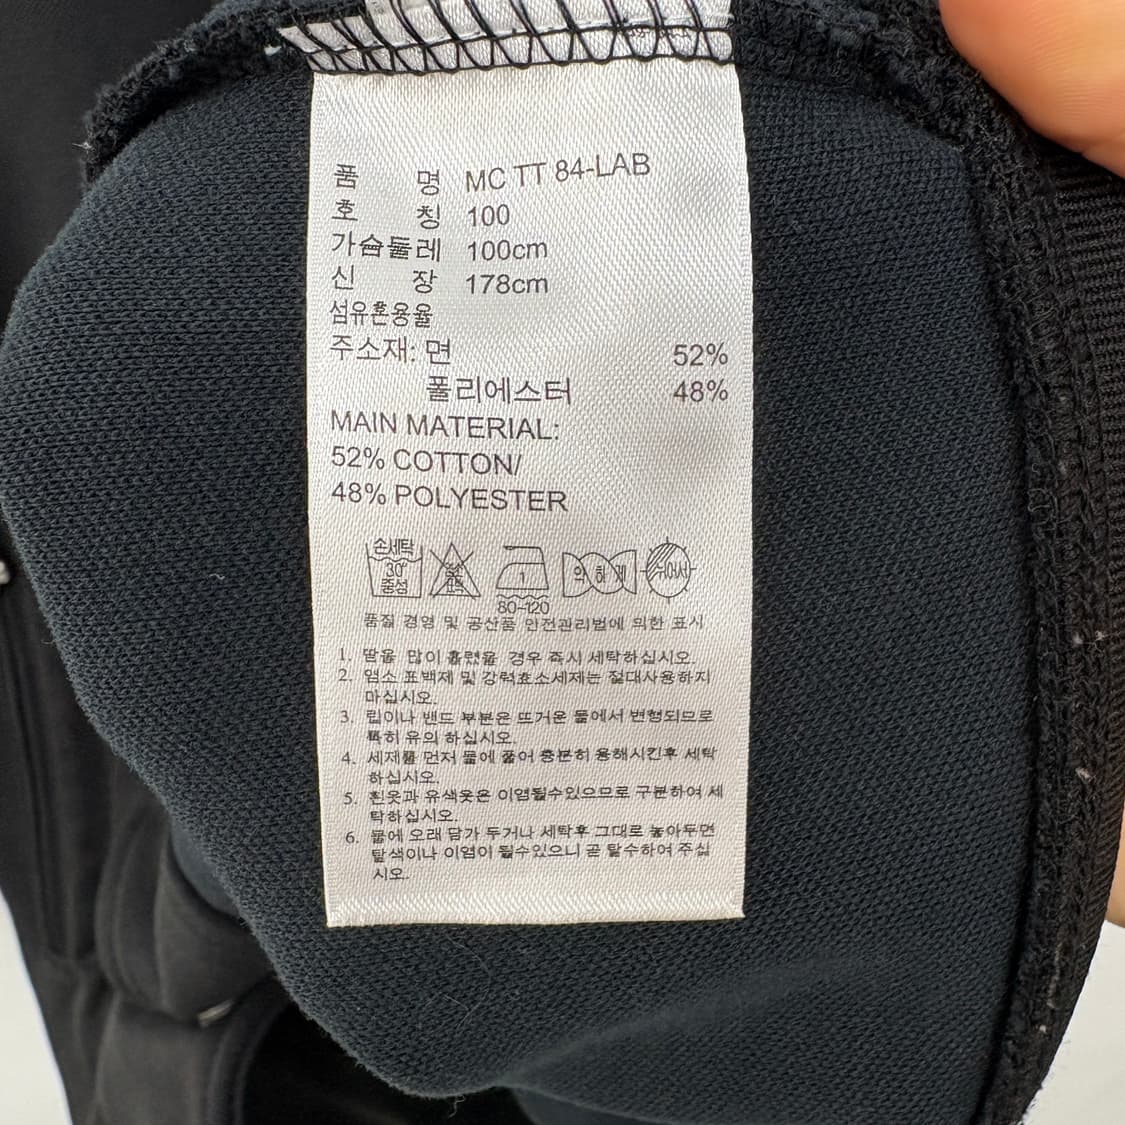 품 명 MC TT 84-LAB
호 칭 100
가슴둘레 100cm
신 장 178cm
섬유혼용율
주소재: 면 52%
폴리에스터 48%
MAIN MATERIAL:
52% COTTON/
48% POLYESTER
손세탁
30°
중성
염소
표백
1
80-120
약하게
뉘어서
품질 경영 및 공산품 안전관리법에 의한 표시
1. 땀을 많이 흘렸을 경우 즉시 세탁하십시오.
2. 염소 표백제 및 강력효소세제는 절대사용하지
마십시오.
3. 립이나 밴드 부분은 뜨거운 물에서 변형되므로
특히 유의 하십시오.
4. 세제를 먼저 물에 풀어 충분히 용해시킨후 세탁
하십시오.
5. 흰옷과 유색옷은 이염될수있으므로 구분하여 세
탁하십시오.
6. 물에 오래 담가 두거나 세탁후 그대로 놓아두면
탈색이나 이염이 될수있으니 곧 탈수하여 주십
시오.